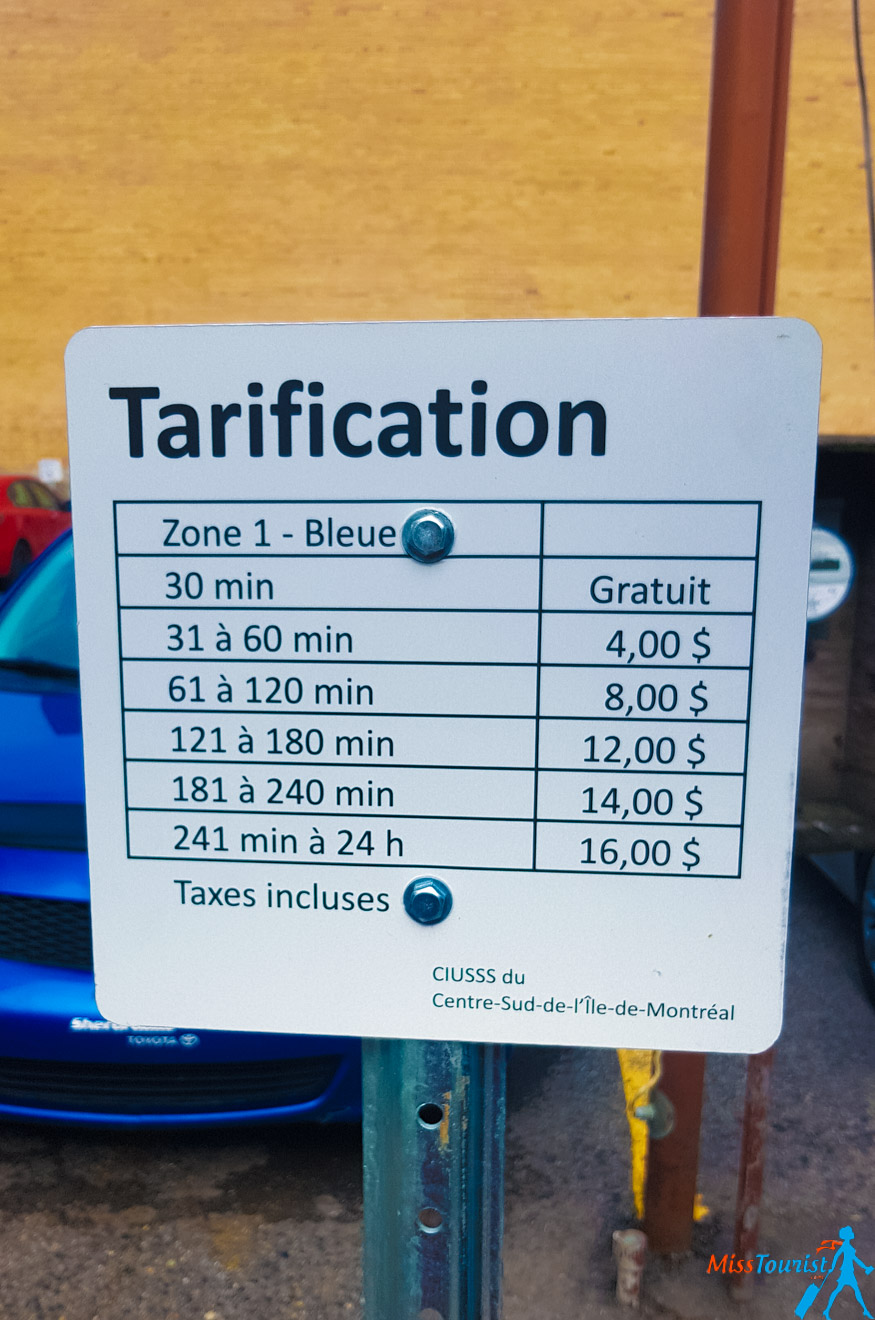 Tarification
Zone 1 - Bleue
30 min Gratuit
31 à 60 min 4,00 $
61 à 120 min 8,00 $
121 à 180 min 12,00 $
181 à 240 min 14,00 $
241 min à 24 h 16,00 $
Taxes incluses
CIUSSS du
Centre-Sud-de-l'Île-de-Montréal
TOYOTA
MissTourist